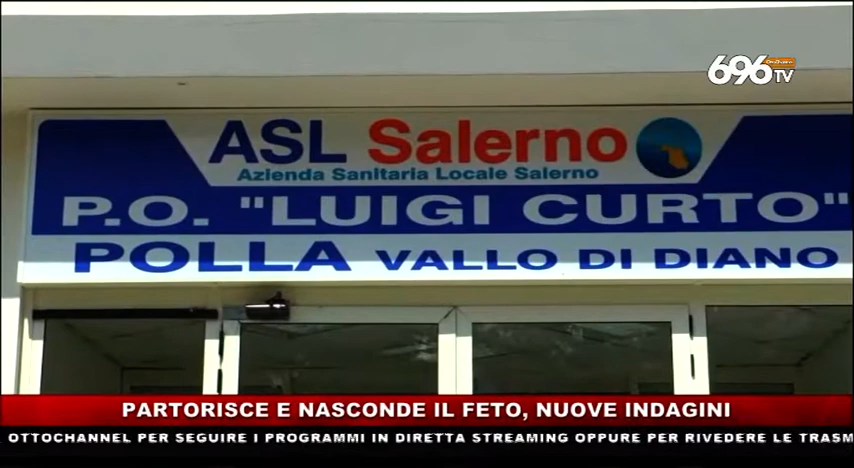 696 TV
OttoChannel
ASL Salerno
Azienda Sanitaria Locale Salerno
P.O. "LUIGI CURTO"
POLLA VALLO DI DIANO
PARTORISCE E NASCONDE IL FETO, NUOVE INDAGINI
OTTOCHANNEL PER SEGUIRE I PROGRAMMI IN DIRETTA STREAMING OPPURE PER RIVEDERE LE TRASM